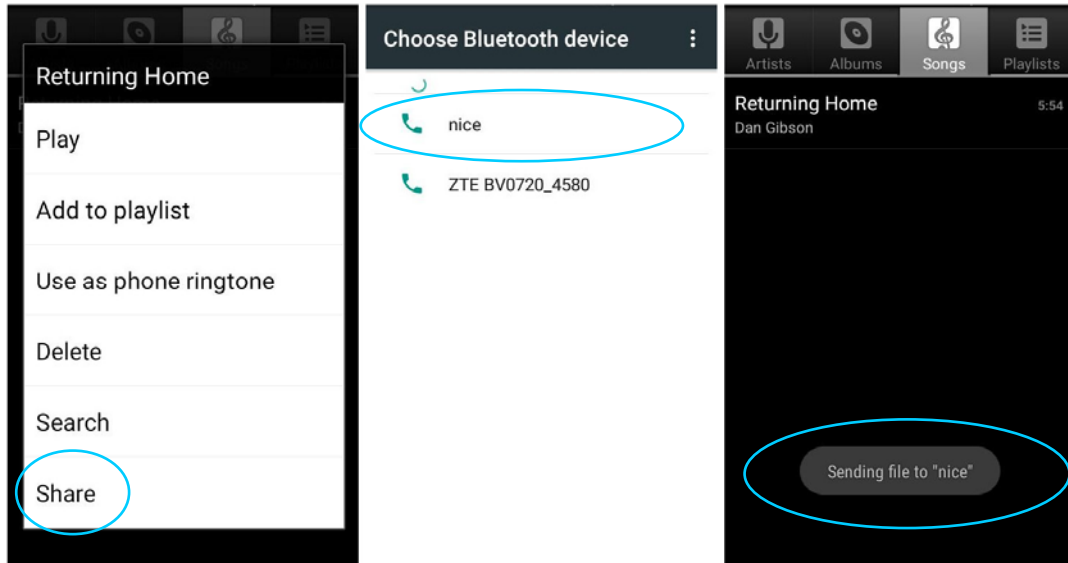 Returning Home
Play
Add to playlist
Use as phone ringtone
Delete
Search
Share
Choose Bluetooth device
nice
ZTE BV0720_4580
Artists Albums Songs Playlists
Returning Home 5:54
Dan Gibson
Sending file to "nice"